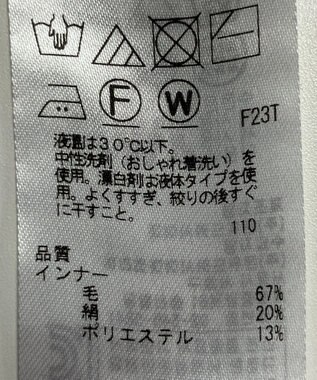 F W
F23T
液温は30℃以下。
中性洗剤(おしゃれ着洗い)を
使用。漂白剤は液体タイプを使
用。よくすすぎ、絞りの後すぐ
に干すこと。
110
品質
インナー
毛 67%
絹 20%
ポリエステル 13%